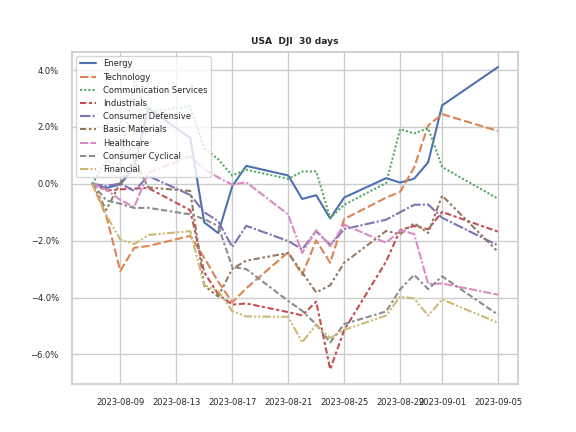 USA DJI 30 days
Energy
Technology
Communication Services
Industrials
Consumer Defensive
Basic Materials
Healthcare
Consumer Cyclical
Financial
4.0%
2.0%
0.0%
−2.0%
−4.0%
−6.0%
2023-08-09 2023-08-13 2023-08-17 2023-08-21 2023-08-25 2023-08-29 2023-09-01 2023-09-05